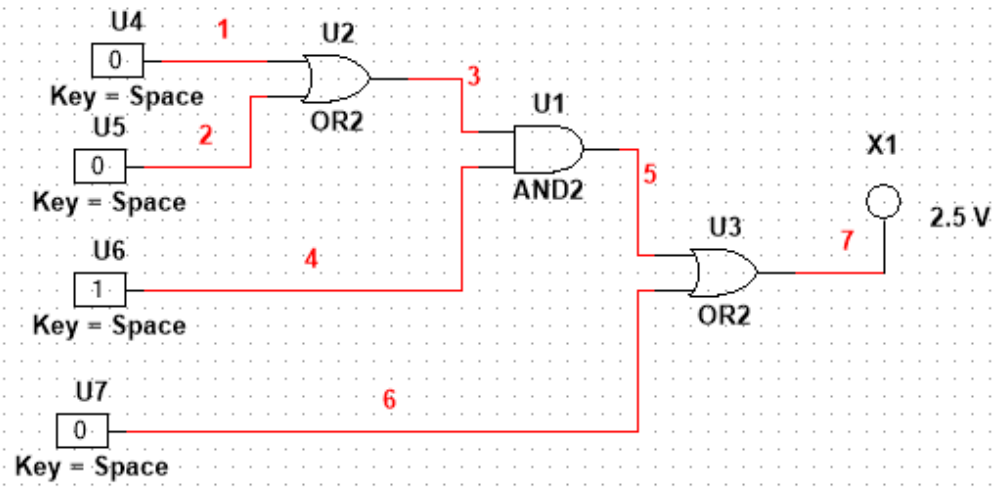 U4
1
U2
0
3
Key = Space
U1
U5
2
OR2
X1
0
5
AND2
Key = Space
2.5 V
U3
U6
4
7
1
OR2
Key = Space
U7
6
0
Key = Space